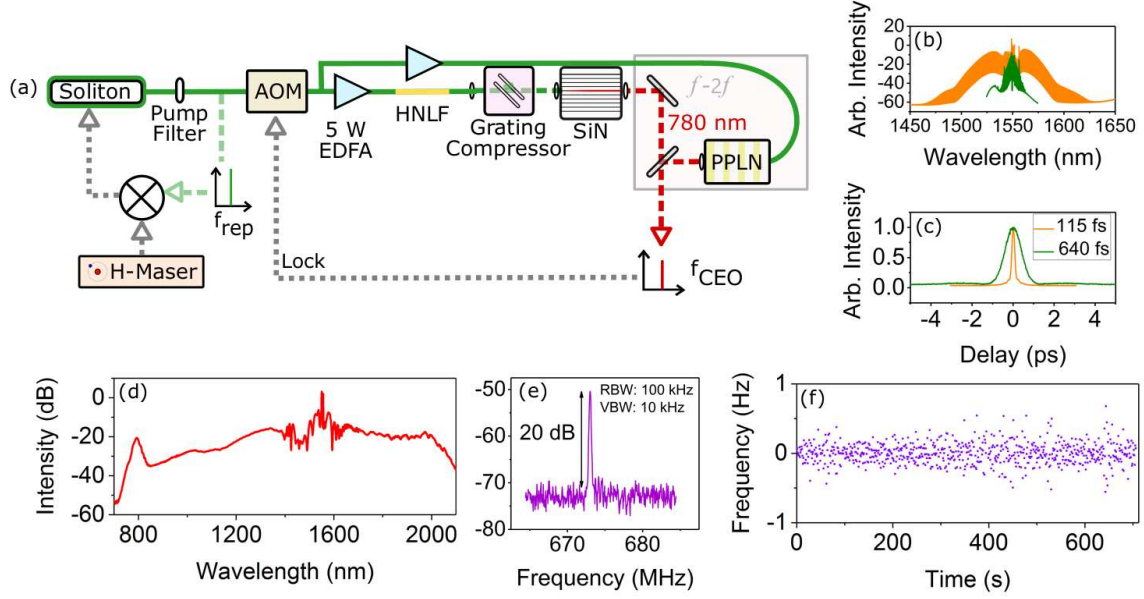 (a)
Soliton
Pump
Filter
AOM
5 W
EDFA
HNLF
Grating
Compressor
SiN
f-2f
780 nm
PPLN
f_rep
H-Maser
Lock
f_CEO
(b)
Arb. Intensity
20
0
-20
-40
-60
1450 1500 1550 1600 1650
Wavelength (nm)
(c)
115 fs
640 fs
Arb. Intensity
1.0
0.5
0.0
-4 -2 0 2 4
Delay (ps)
(d)
Intensity (dB)
0
-20
-40
-60
800 1200 1600 2000
Wavelength (nm)
(e)
RBW: 100 kHz
VBW: 10 kHz
20 dB
-50
-60
-70
-80
670 680
Frequency (MHz)
(f)
Frequency (Hz)
1
0
-1
0 200 400 600
Time (s)